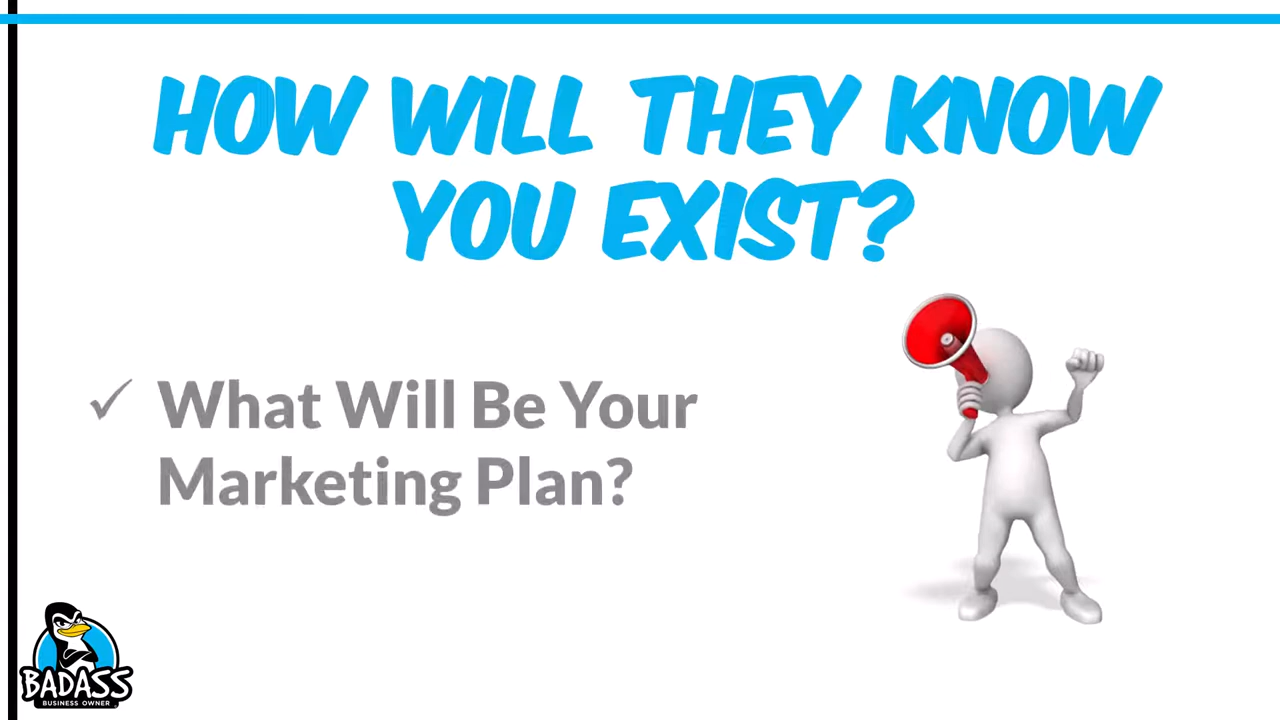 HOW WILL THEY KNOW
YOU EXIST?
What Will Be Your
Marketing Plan?
BADASS
BUSINESS OWNER